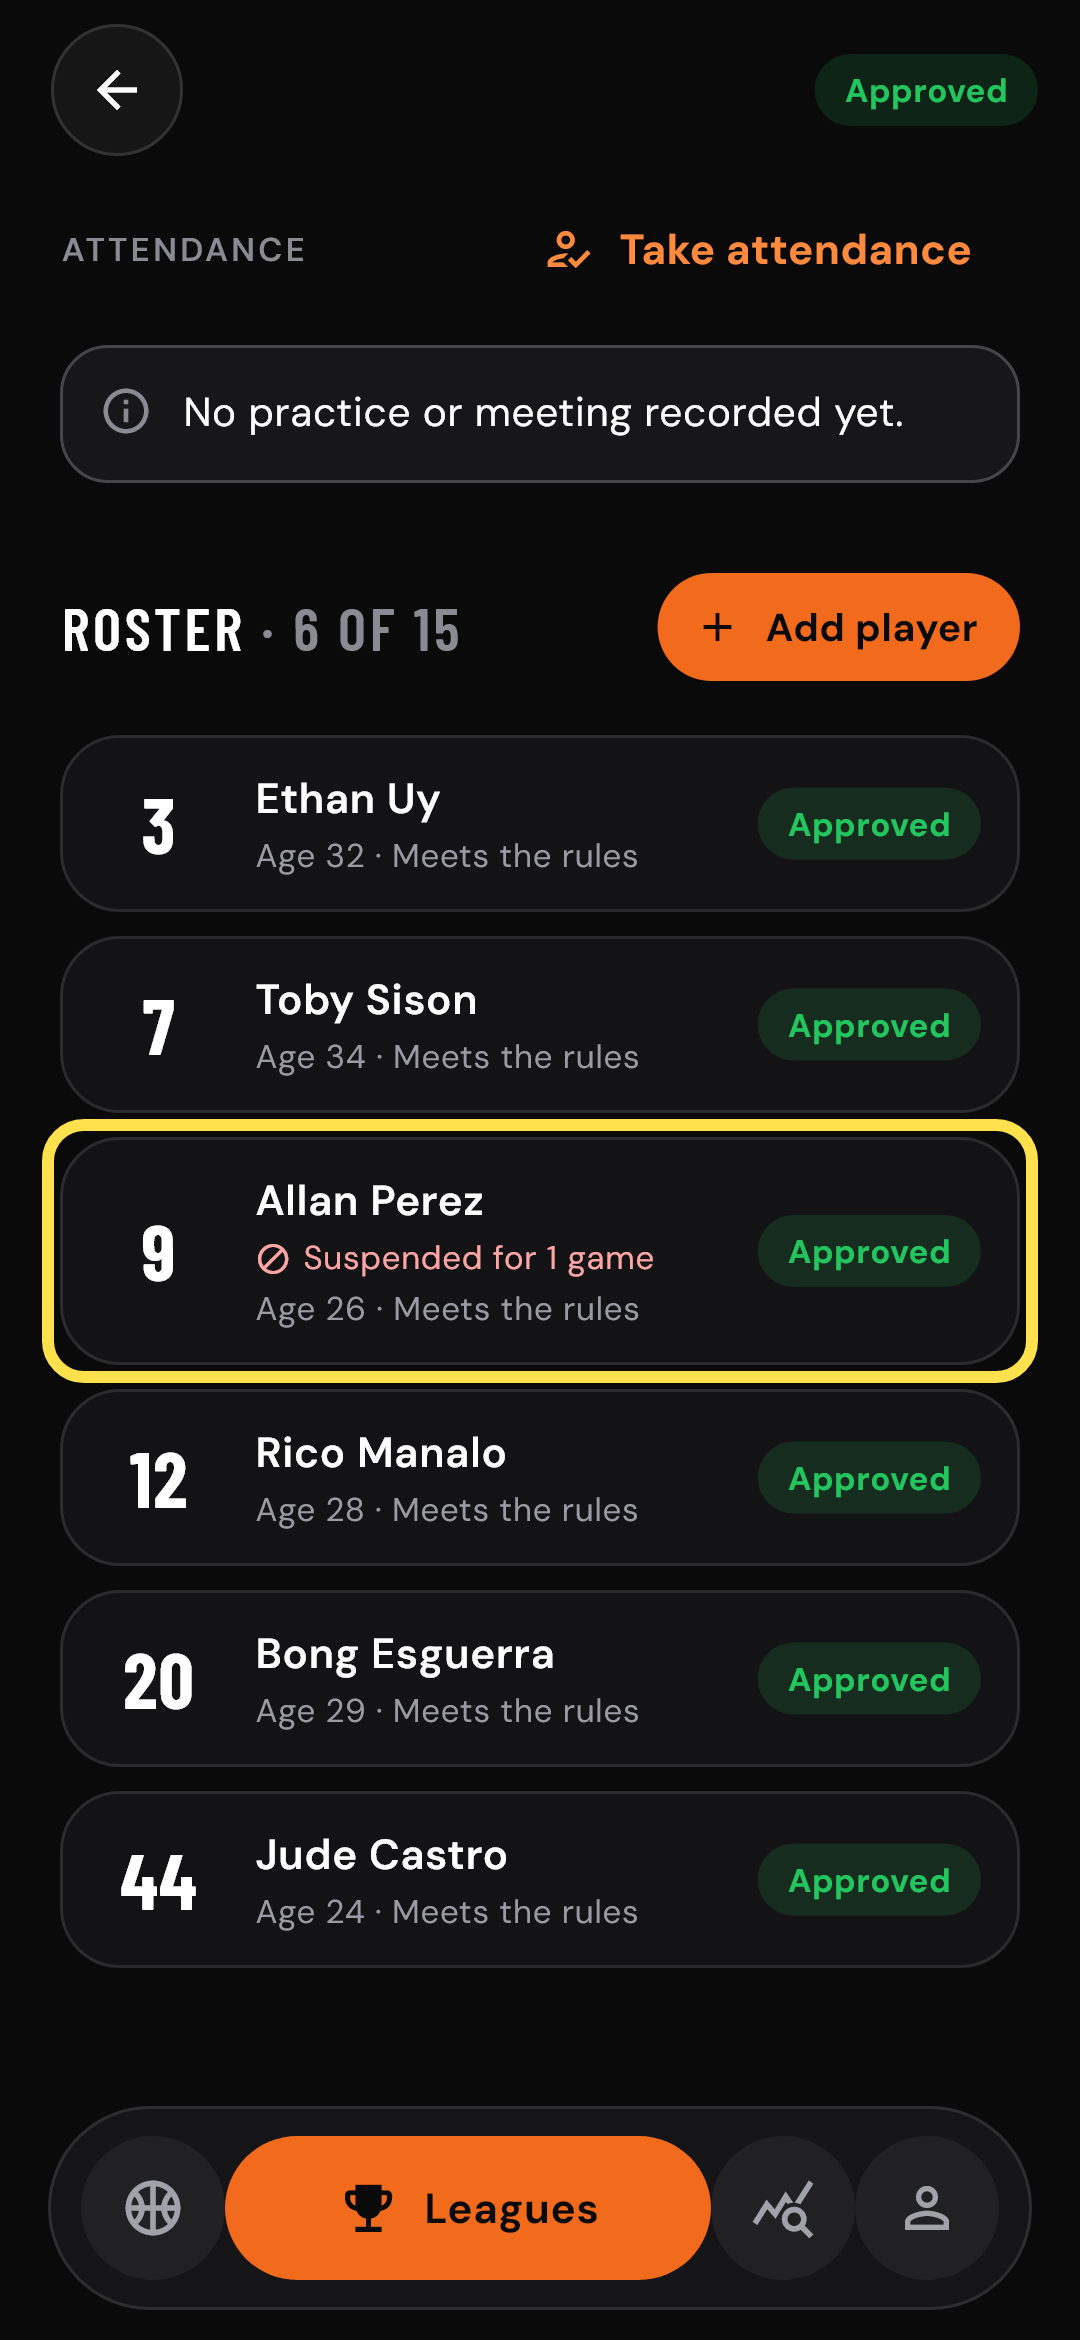 Approved
ATTENDANCE
Take attendance
No practice or meeting recorded yet.
ROSTER · 6 OF 15
+ Add player
3
Ethan Uy
Age 32 · Meets the rules
Approved
7
Toby Sison
Age 34 · Meets the rules
Approved
9
Allan Perez
Suspended for 1 game
Age 26 · Meets the rules
Approved
12
Rico Manalo
Age 28 · Meets the rules
Approved
20
Bong Esguerra
Age 29 · Meets the rules
Approved
44
Jude Castro
Age 24 · Meets the rules
Approved
Leagues